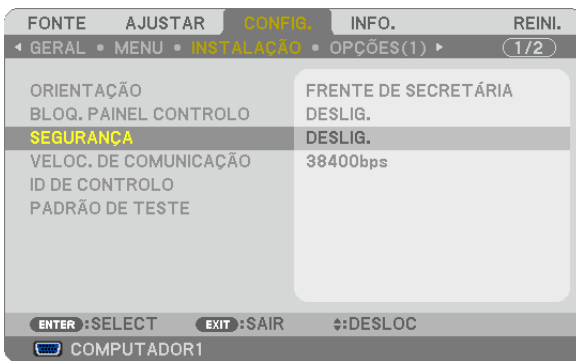 FONTE AJUSTAR CONFIG. INFO. REINI.
◂ GERAL • MENU • INSTALAÇÃO • OPÇÕES(1) ▸ 1/2
ORIENTAÇÃO FRENTE DE SECRETÁRIA
BLOQ. PAINEL CONTROLO DESLIG.
SEGURANÇA DESLIG.
VELOC. DE COMUNICAÇÃO 38400bps
ID DE CONTROLO
PADRÃO DE TESTE
ENTER :SELECT EXIT :SAIR :DESLOC
COMPUTADOR1